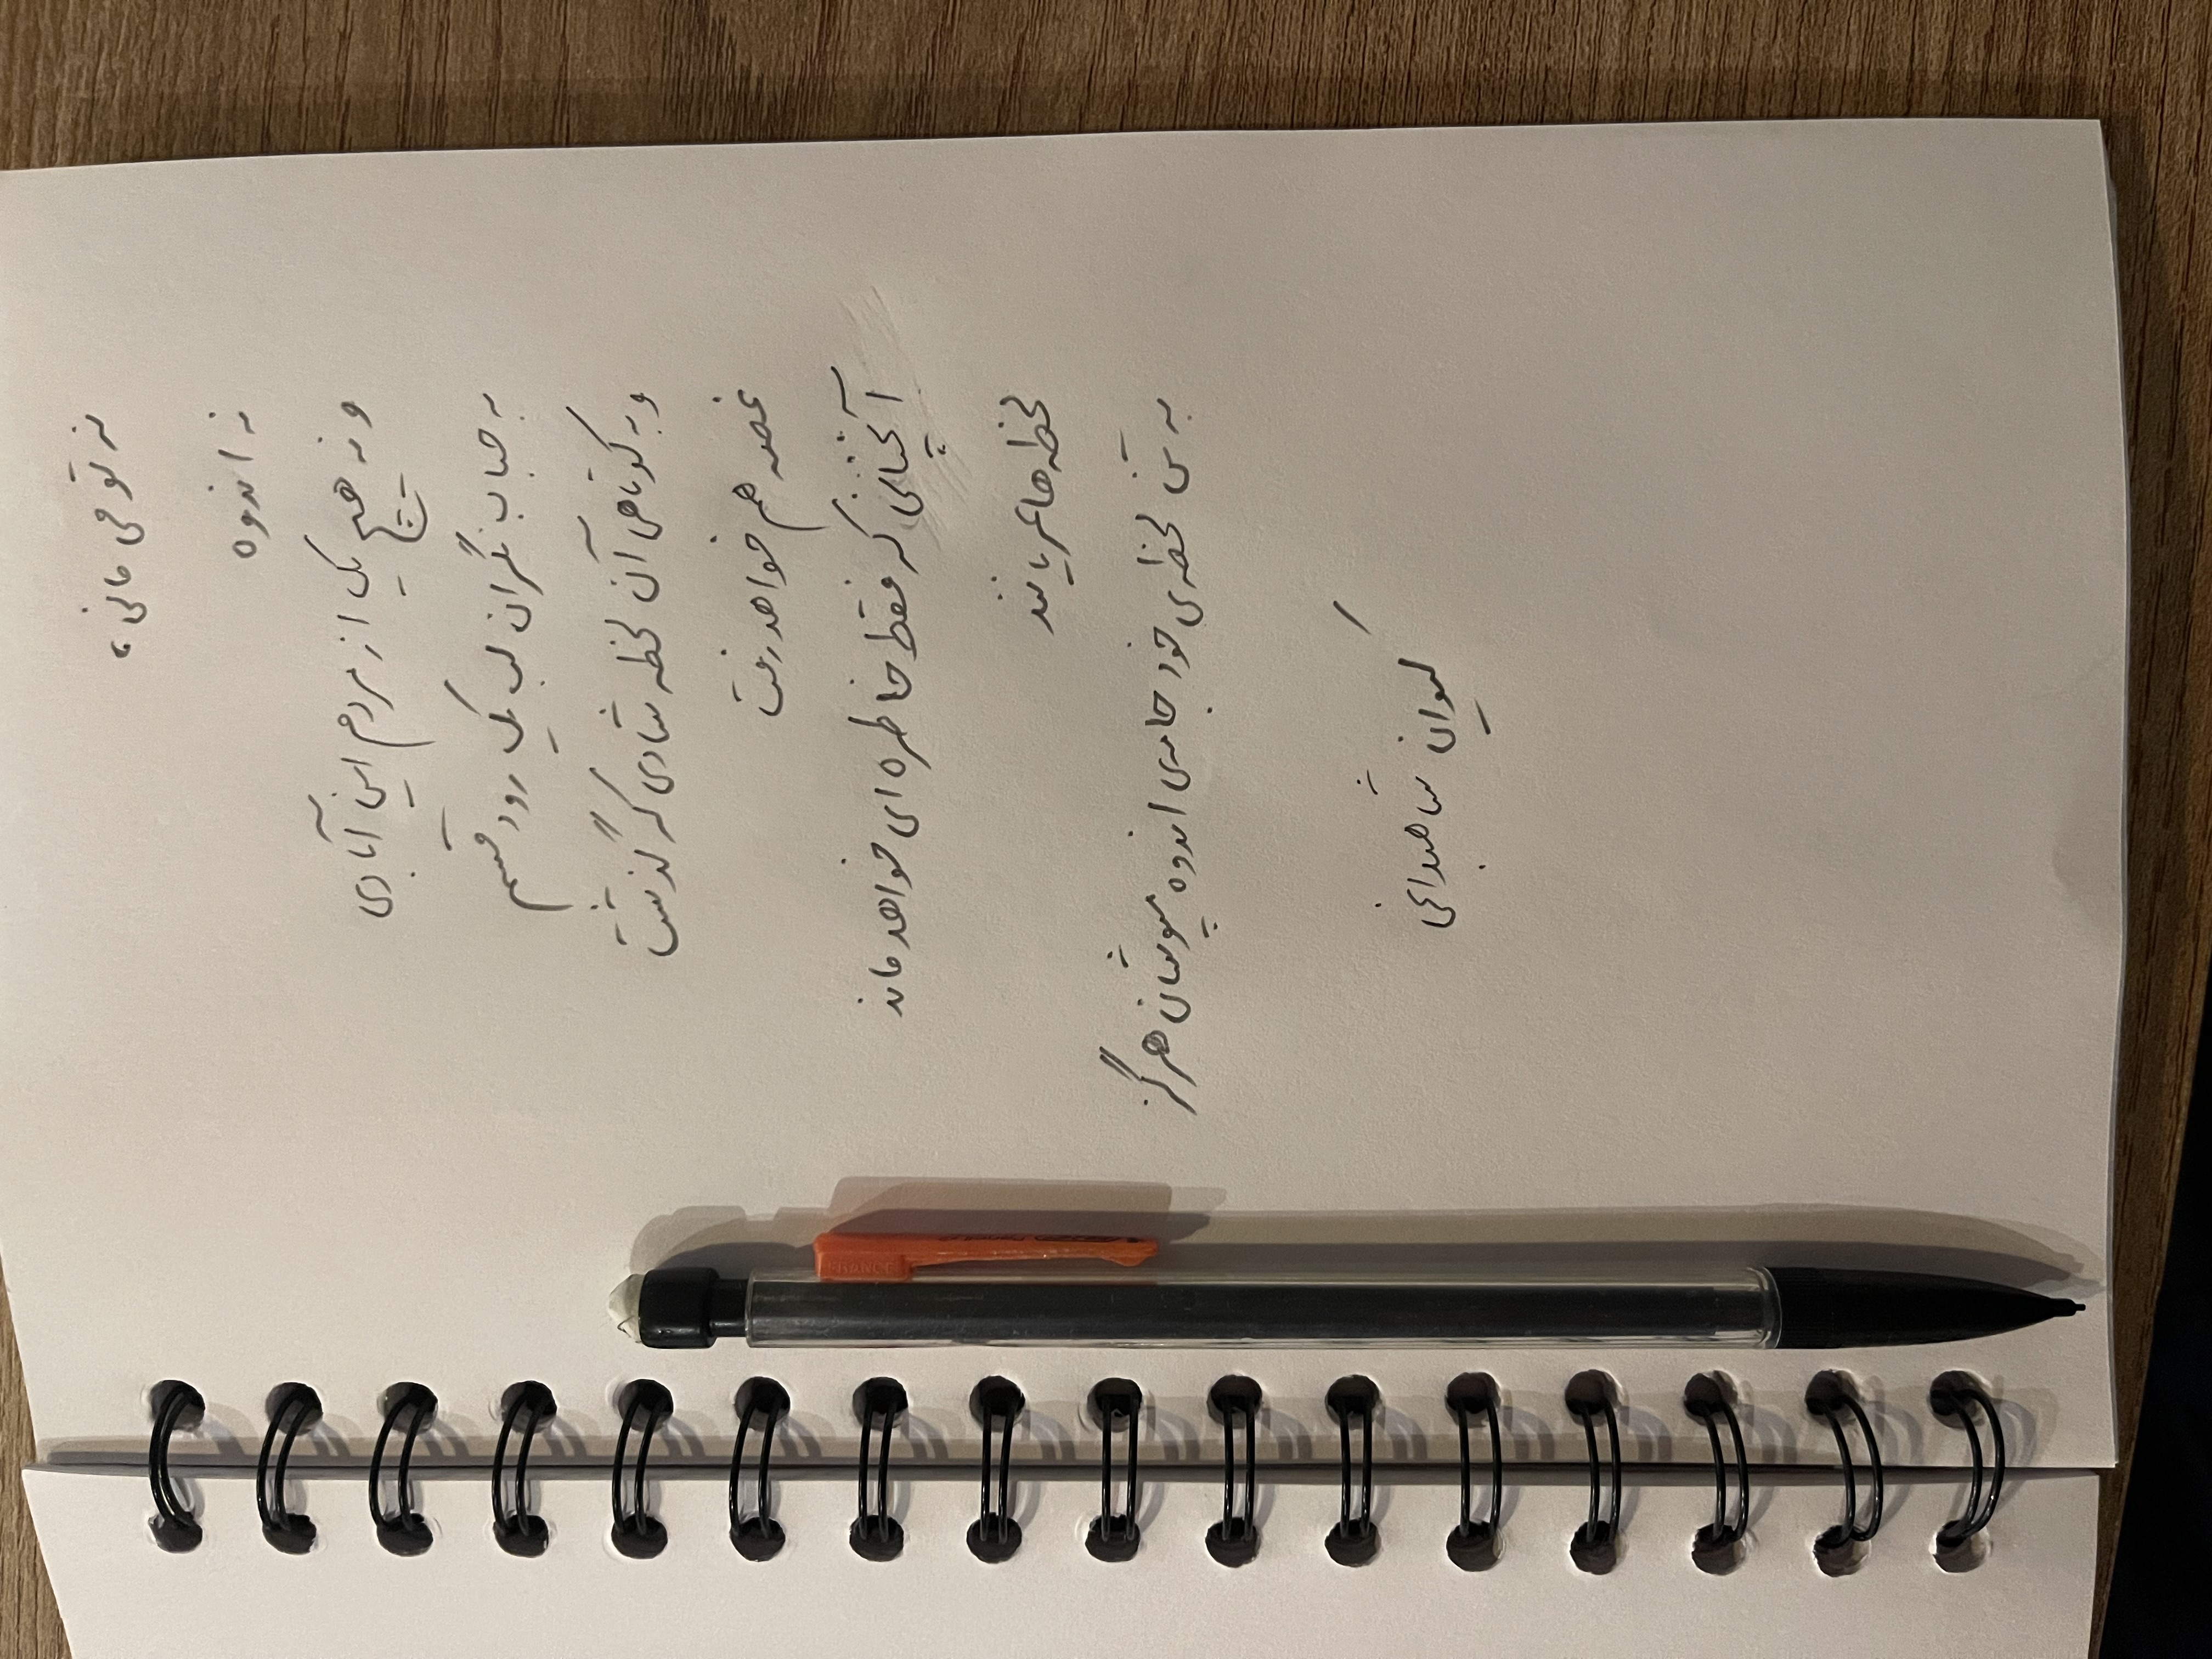 نه تو می مانی،
نه اندوه
و نه هیچ یک از مردم این آبادی
به حباب نگران لب یک رود قسم
و به کوتاهی آن لحظه شادی که گذشت
غصه هم خواهد رفت
آنچنانی که فقط خاطره ای خواهد ماند
لحظه ها عریانند
به تن لحظه ی خود جامه ی اندوه مپوشان هرگز
کیوان شاهبداغی